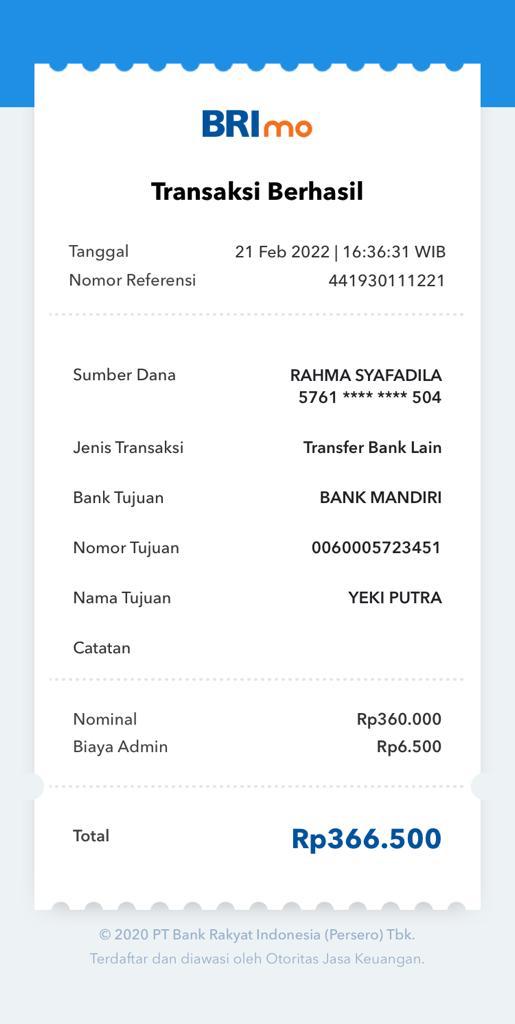 BRImo
Transaksi Berhasil
Tanggal 21 Feb 2022 | 16:36:31 WIB
Nomor Referensi 441930111221
Sumber Dana RAHMA SYAFADILA
5761 **** **** 504
Jenis Transaksi Transfer Bank Lain
Bank Tujuan BANK MANDIRI
Nomor Tujuan 0060005723451
Nama Tujuan YEKI PUTRA
Catatan
Nominal Rp360.000
Biaya Admin Rp6.500
Total Rp366.500
© 2020 PT Bank Rakyat Indonesia (Persero) Tbk.
Terdaftar dan diawasi oleh Otoritas Jasa Keuangan.